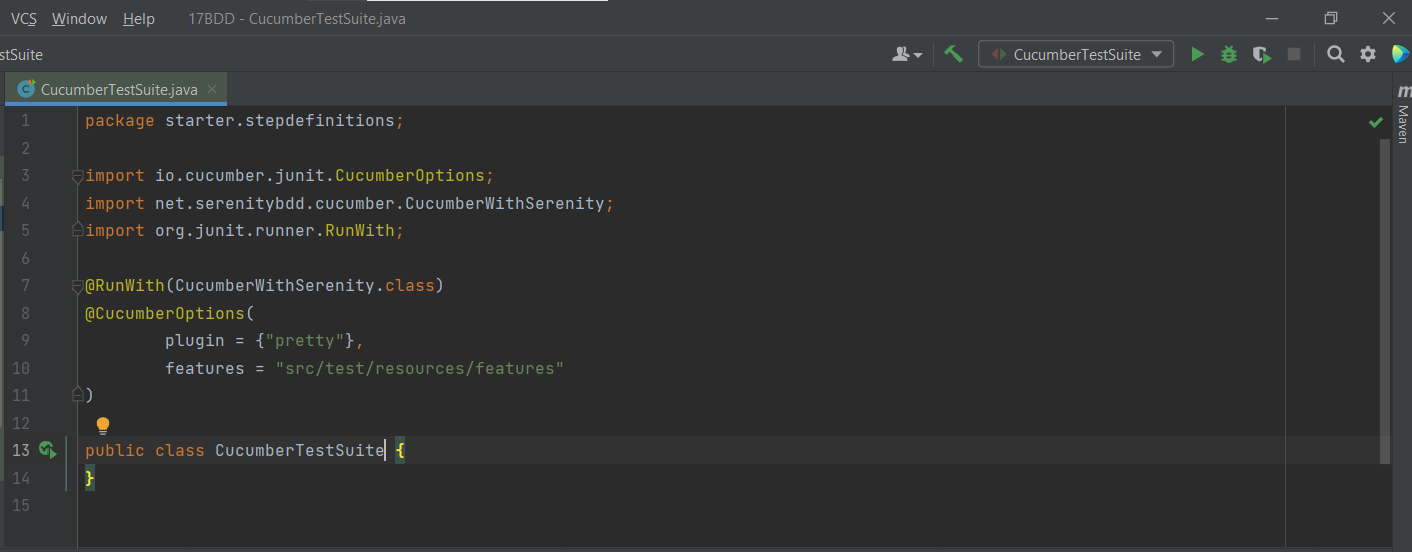 VCS Window Help 17BDD - CucumberTestSuite.java
stSuite CucumberTestSuite
CucumberTestSuite.java
m
Maven
1 package starter.stepdefinitions;
2
3 import io.cucumber.junit.CucumberOptions;
4 import net.serenitybdd.cucumber.CucumberWithSerenity;
5 import org.junit.runner.RunWith;
6
7 @RunWith(CucumberWithSerenity.class)
8 @CucumberOptions(
9 plugin = {"pretty"},
10 features = "src/test/resources/features"
11 )
12
13 public class CucumberTestSuite {
14 }
15